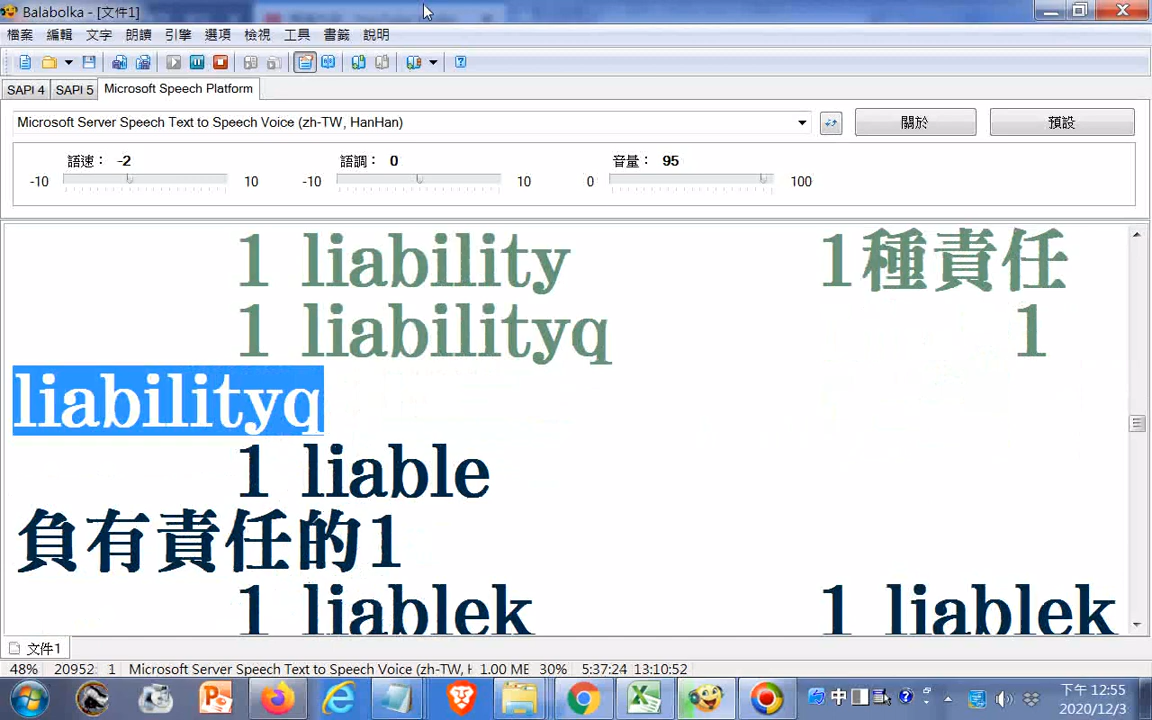 Balabolka - [文件1]
檔案 編輯 文字 朗讀 引擎 選項 檢視 工具 書籤 說明
SAPI 4 SAPI 5 Microsoft Speech Platform
Microsoft Server Speech Text to Speech Voice (zh-TW, HanHan) 關於 預設
語速： -2 語調： 0 音量： 95
-10 10 -10 10 0 100
1 liability 1種責任
1 liabilityq 1
liabilityq
1 liable
負有責任的1
1 liablek 1 liablek
文件1
48% 20952: 1 Microsoft Server Speech Text to Speech Voice (zh-TW, 1.00 ME 30% 5:37:24 13:10:52
中 下午 12:55
2020/12/3